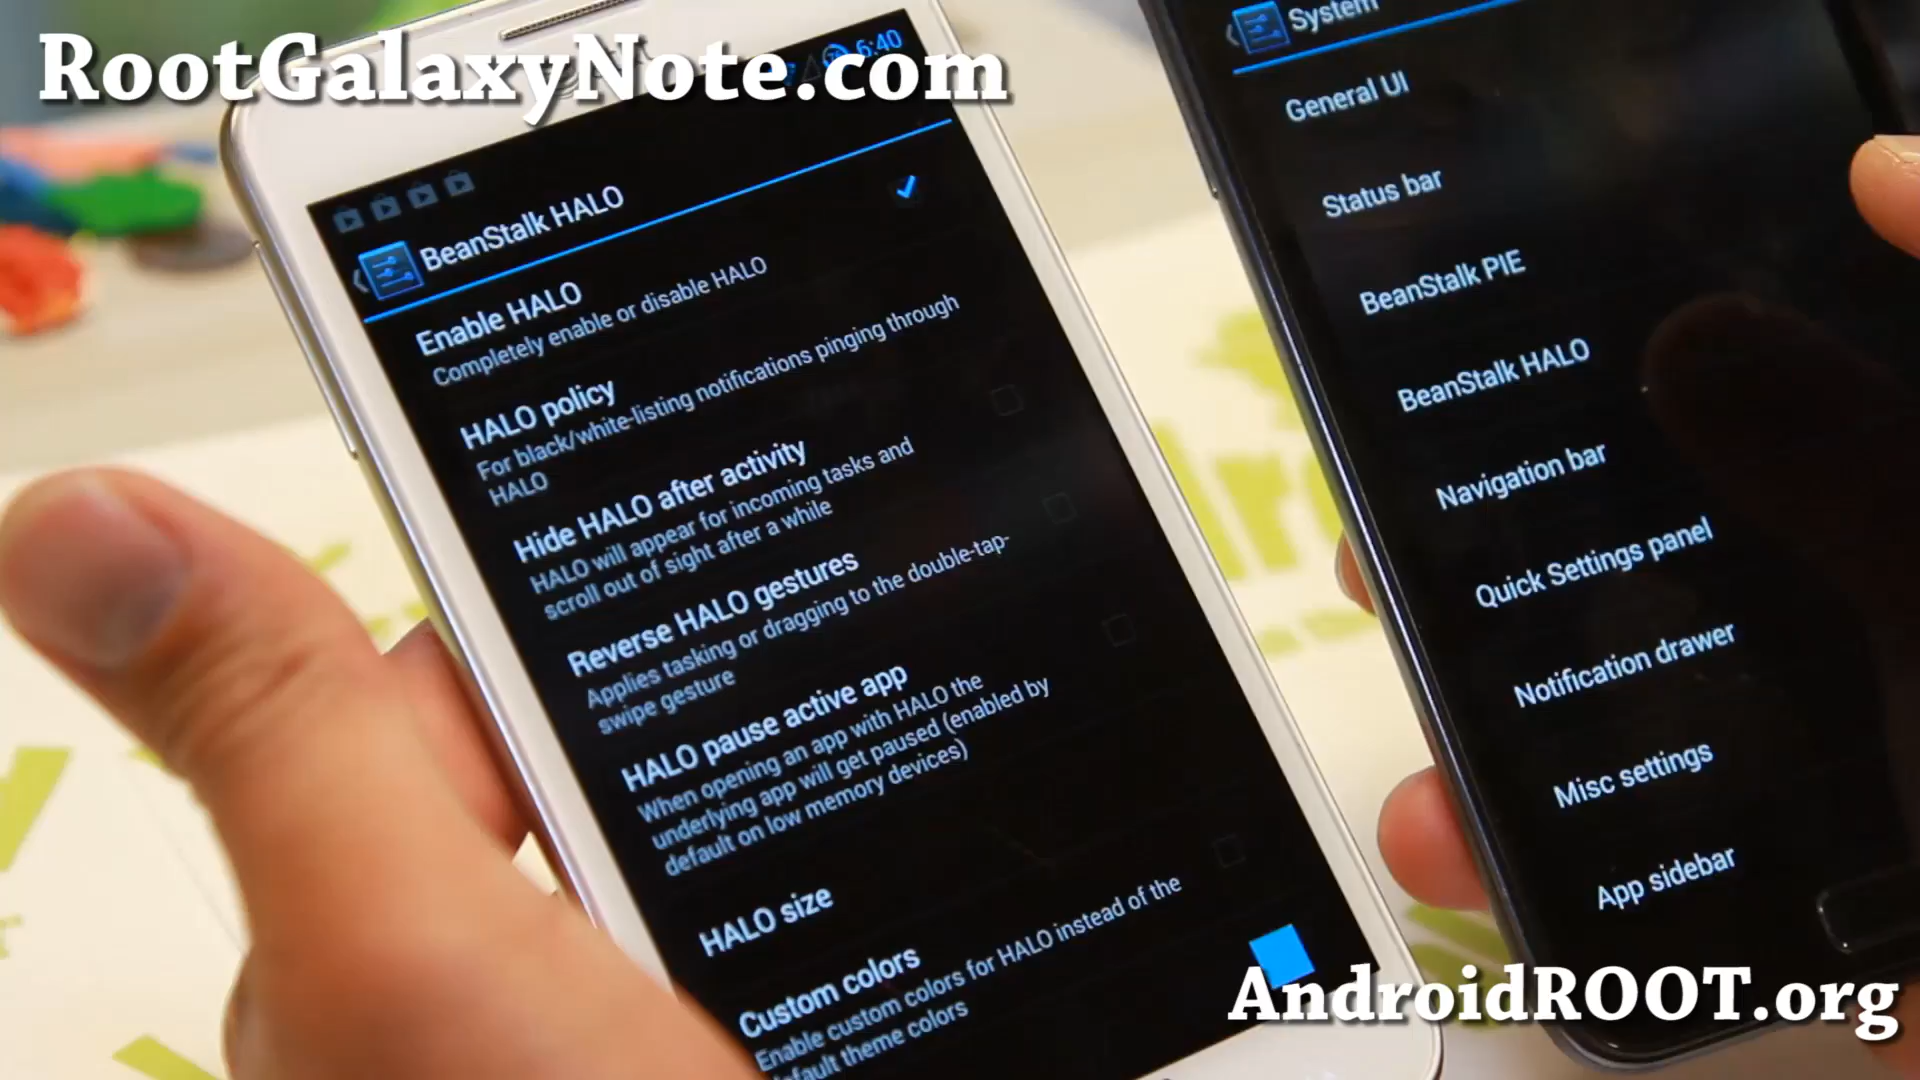 RootGalaxyNote.com
6:40
BeanStalk HALO
Enable HALO
Completely enable or disable HALO
HALO policy
For black/white-listing notifications pinging through
HALO
Hide HALO after activity
HALO will appear for incoming tasks and
scroll out of sight after a while
Reverse HALO gestures
Applies tasking or dragging to the double-tap-
swipe gesture
HALO pause active app
When opening an app with HALO the
underlying app will get paused (enabled by
default on low memory devices)
HALO size
Custom colors
Enable custom colors for HALO instead of the
default theme colors
System
General UI
Status bar
BeanStalk PIE
BeanStalk HALO
Navigation bar
Quick Settings panel
Notification drawer
Misc settings
App sidebar
AndroidROOT.org